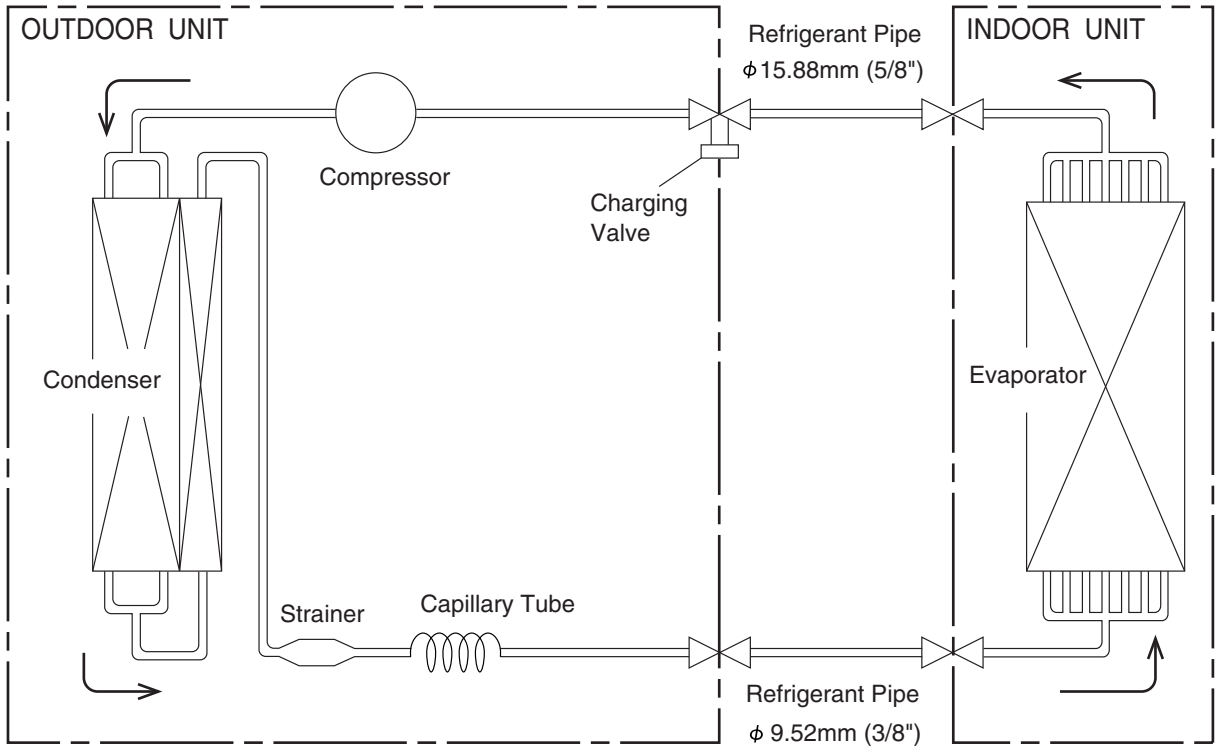 OUTDOOR UNIT
Refrigerant Pipe
ϕ 15.88mm (5/8")
INDOOR UNIT
Compressor
Charging
Valve
Condenser
Evaporator
Strainer
Capillary Tube
Refrigerant Pipe
ϕ 9.52mm (3/8")